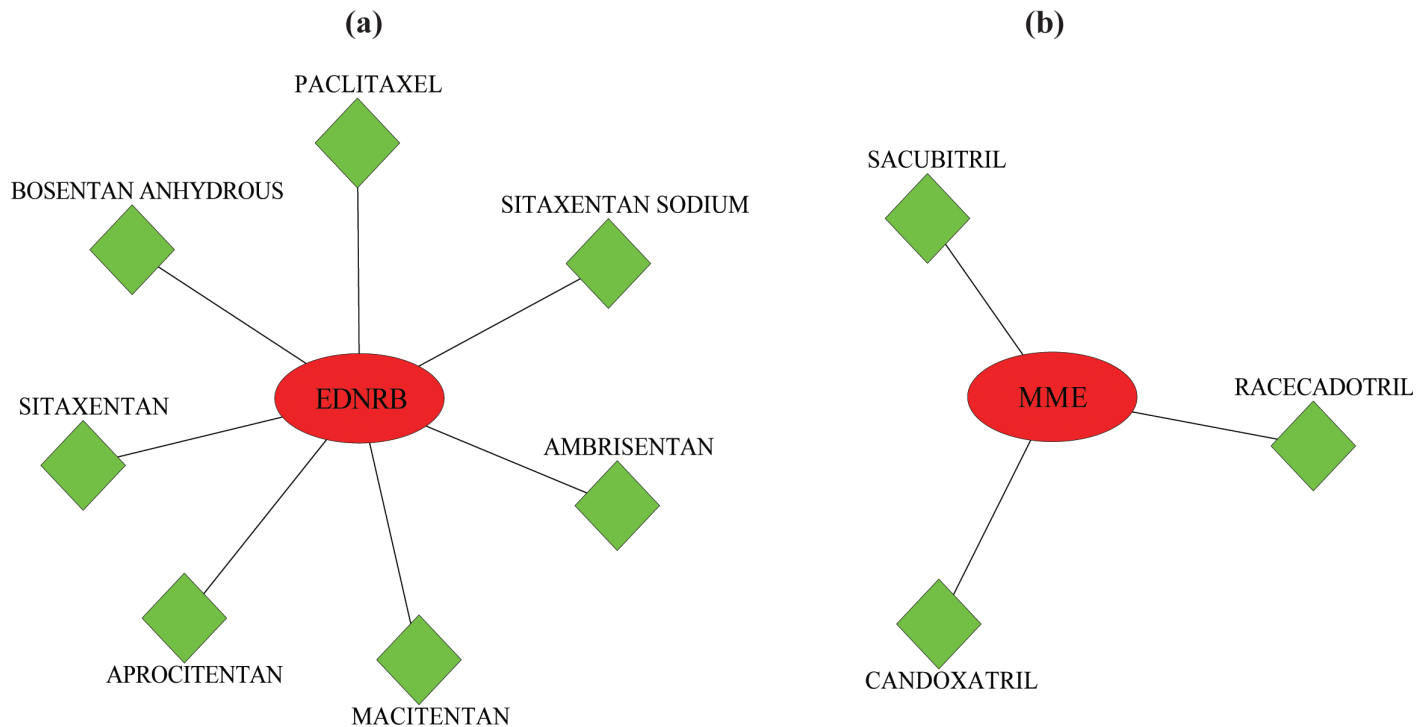 (a)
PACLITAXEL
BOSENTAN ANHYDROUS
SITAXENTAN SODIUM
SITAXENTAN
EDNRB
AMBRISENTAN
APROCITENTAN
MACITENTAN
(b)
SACUBITRIL
MME
RACECADOTRIL
CANDOXATRIL